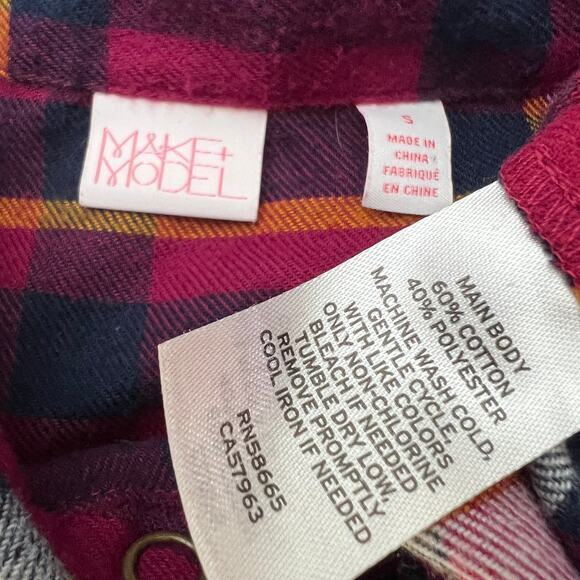 MAKE+
MODEL
S
MADE IN
CHINA /
FABRIQUÉ
EN CHINE
MAIN BODY
60% COTTON
40% POLYESTER
MACHINE WASH COLD,
GENTLE CYCLE,
WITH LIKE COLORS
ONLY NON-CHLORINE
BLEACH IF NEEDED
TUMBLE DRY LOW,
REMOVE PROMPTLY
COOL IRON IF NEEDED
RN58665
CA57963